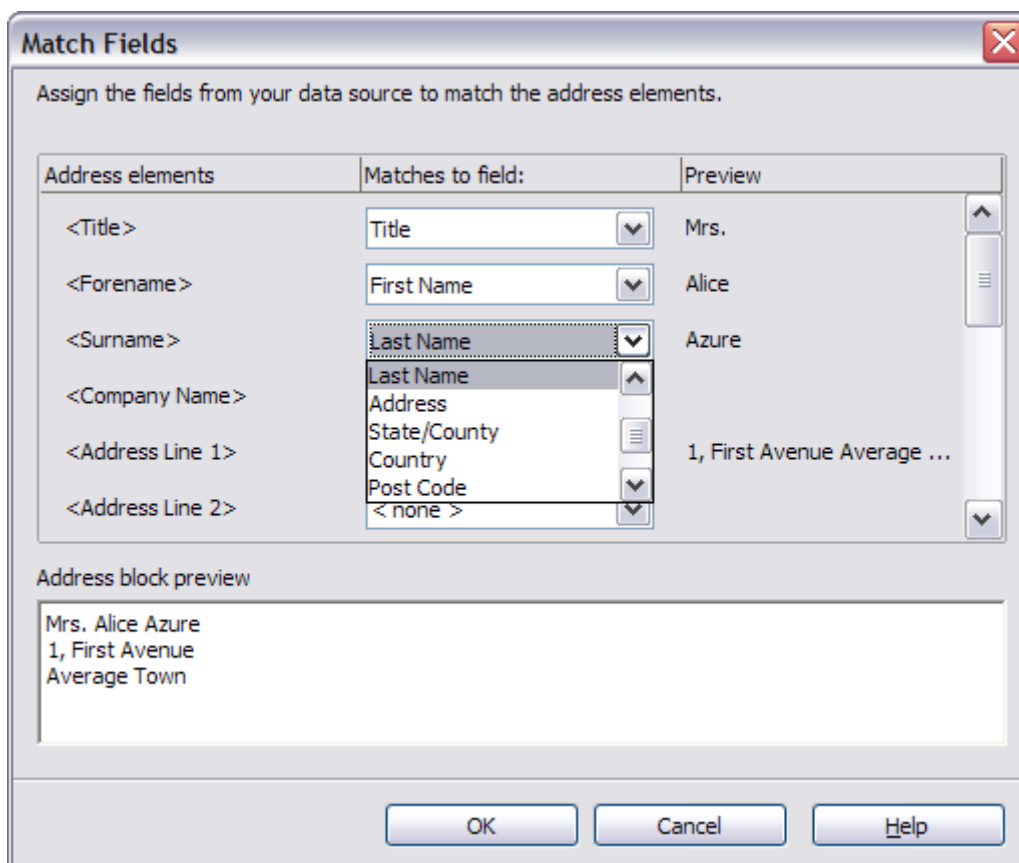 Match Fields
Assign the fields from your data source to match the address elements.
Address elements Matches to field: Preview
<Title> Title Mrs.
<Forename> First Name Alice
<Surname> Last Name Azure
Last Name
<Company Name>
Address
State/County
<Address Line 1> 1, First Avenue Average ...
Country
Post Code
<Address Line 2> < none >
Address block preview
Mrs. Alice Azure
1, First Avenue
Average Town
OK Cancel Help